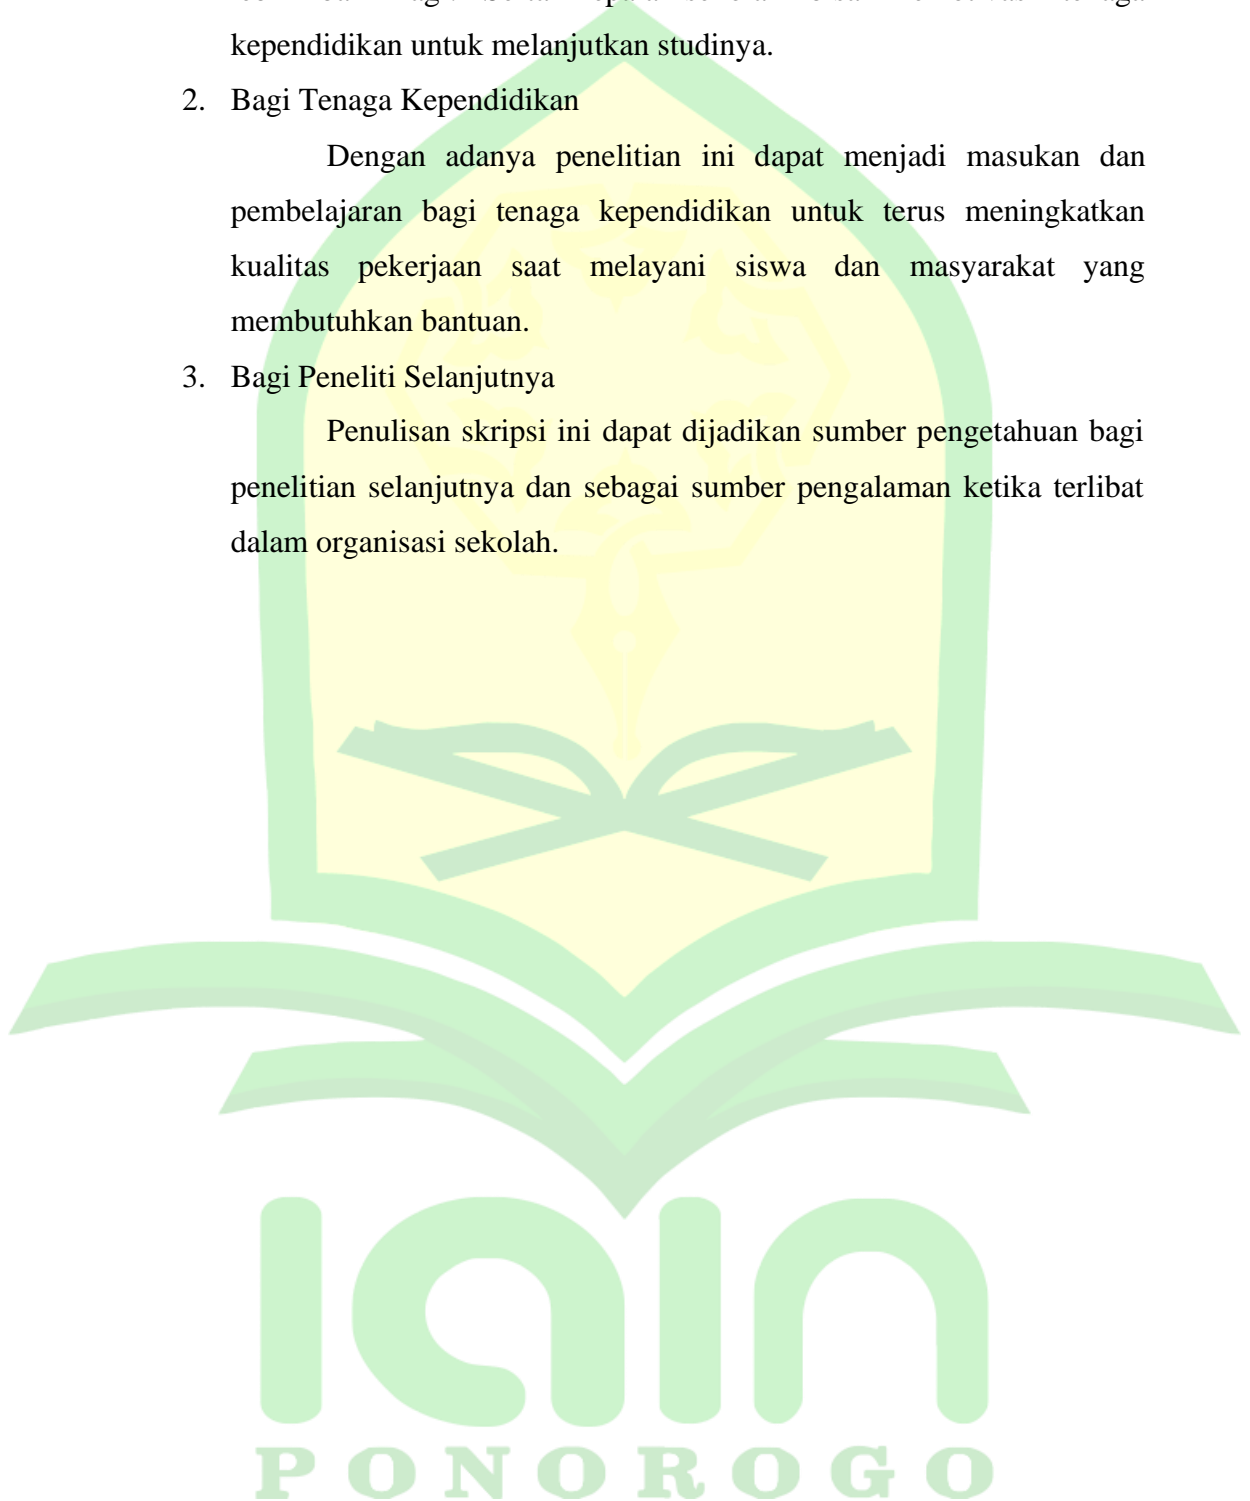 kependidikan untuk melanjutkan studinya.
2. Bagi Tenaga Kependidikan
Dengan adanya penelitian ini dapat menjadi masukan dan
pembelajaran bagi tenaga kependidikan untuk terus meningkatkan
kualitas pekerjaan saat melayani siswa dan masyarakat yang
membutuhkan bantuan.
3. Bagi Peneliti Selanjutnya
Penulisan skripsi ini dapat dijadikan sumber pengetahuan bagi
penelitian selanjutnya dan sebagai sumber pengalaman ketika terlibat
dalam organisasi sekolah.
iain
PONOROGO